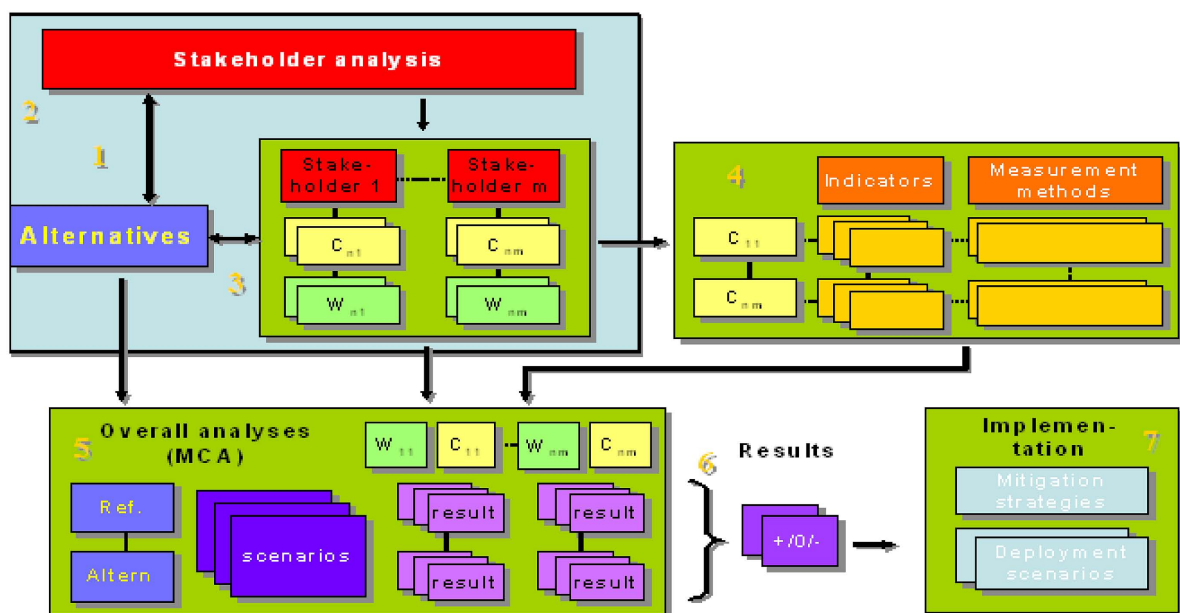 Stakeholder analysis
2
1
Alternatives
3
Stake-
holder 1
Stake-
holder m
C n1
C nm
W n1
W nm
4
Indicators
Measurement
methods
C 11
C nm
5
Overall analyses
(MCA)
W 11
C 11
W nm
C nm
Ref.
Altern
scenarios
result
result
result
result
6
Results
+/0/-
Implemen-
tation
7
Mitigation
strategies
Deployment
scenarios